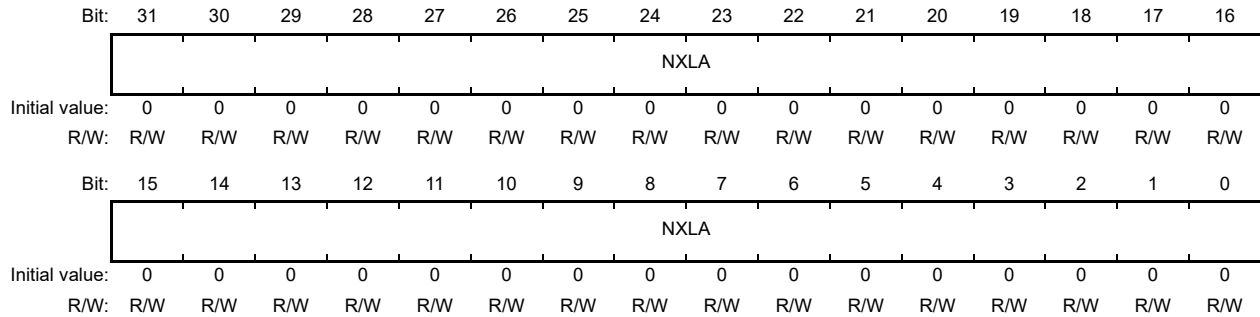 Bit: 31 30 29 28 27 26 25 24 23 22 21 20 19 18 17 16
NXLA
Initial value: 0 0 0 0 0 0 0 0 0 0 0 0 0 0 0 0
R/W: R/W R/W R/W R/W R/W R/W R/W R/W R/W R/W R/W R/W R/W R/W R/W R/W
Bit: 15 14 13 12 11 10 9 8 7 6 5 4 3 2 1 0
NXLA
Initial value: 0 0 0 0 0 0 0 0 0 0 0 0 0 0 0 0
R/W: R/W R/W R/W R/W R/W R/W R/W R/W R/W R/W R/W R/W R/W R/W R/W R/W